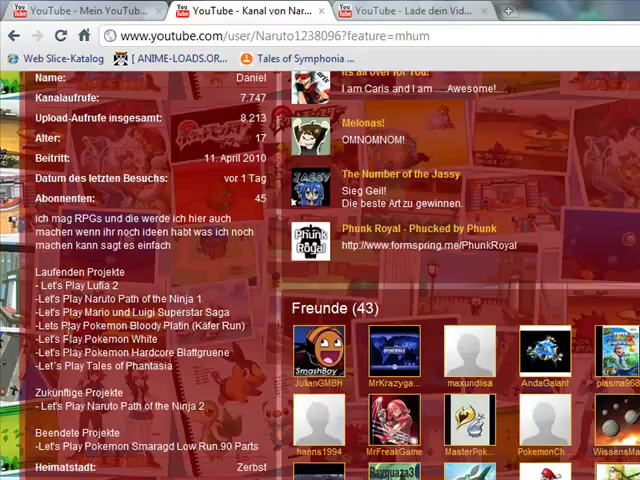 YouTube - Mein YouTub...
YouTube - Kanal von Nar...
YouTube - Lade dein Vid...
www.youtube.com/user/Naruto1238096?feature=mhum
Web Slice-Katalog
[ ANIME-LOADS.OR...
Tales of Symphonia ...
Name: Daniel
Kanalaufrufe: 7.747
Upload-Aufrufe insgesamt: 8.213
Alter: 17
Beitritt: 11. April 2010
Datum des letzten Besuchs: vor 1 Tag
Abonnenten: 45
ich mag RPGs und die werde ich hier auch
machen wenn ihr noch ideen habt was ich noch
machen kann sagt es einfach
Laufenden Projekte
- Let's Play Lufia 2
-Let's Play Naruto Path of the Ninja 1
-Let's Play Mario und Luigi Superstar Saga
-Lets Play Pokemon Bloody Platin (Käfer Run)
-Let's Play Pokemon White
-Let's Play Pokemon Hardcore Blattgruene
-Let's Play Tales of Phantasia
Zukünftige Projekte
- Let's Play Naruto Path of the Ninja 2
Beendete Projekte
-Let's Play Pokemon Smaragd Low Run.90 Parts
Heimatstadt: Zerbst
Its all over for You!
I am Caris and I am .....Awesome!...
Melonas!
OMNOMNOM!
The Number of the Jassy
JASSY
Sieg Geil!
Die beste Art zu gewinnen.
Phunk Royal - Phucked by Phunk
Phunk
Royal
http://www.formspring.me/PhunkRoyal
Freunde (43)
SmashBoy
JulianGMBH
MrKrazyga...
maxundlisa
AndaGalant
plasma968
hanns1994
MrFreakGame
MasterPok...
PokemonCh...
WissensMa
Rayquaza3